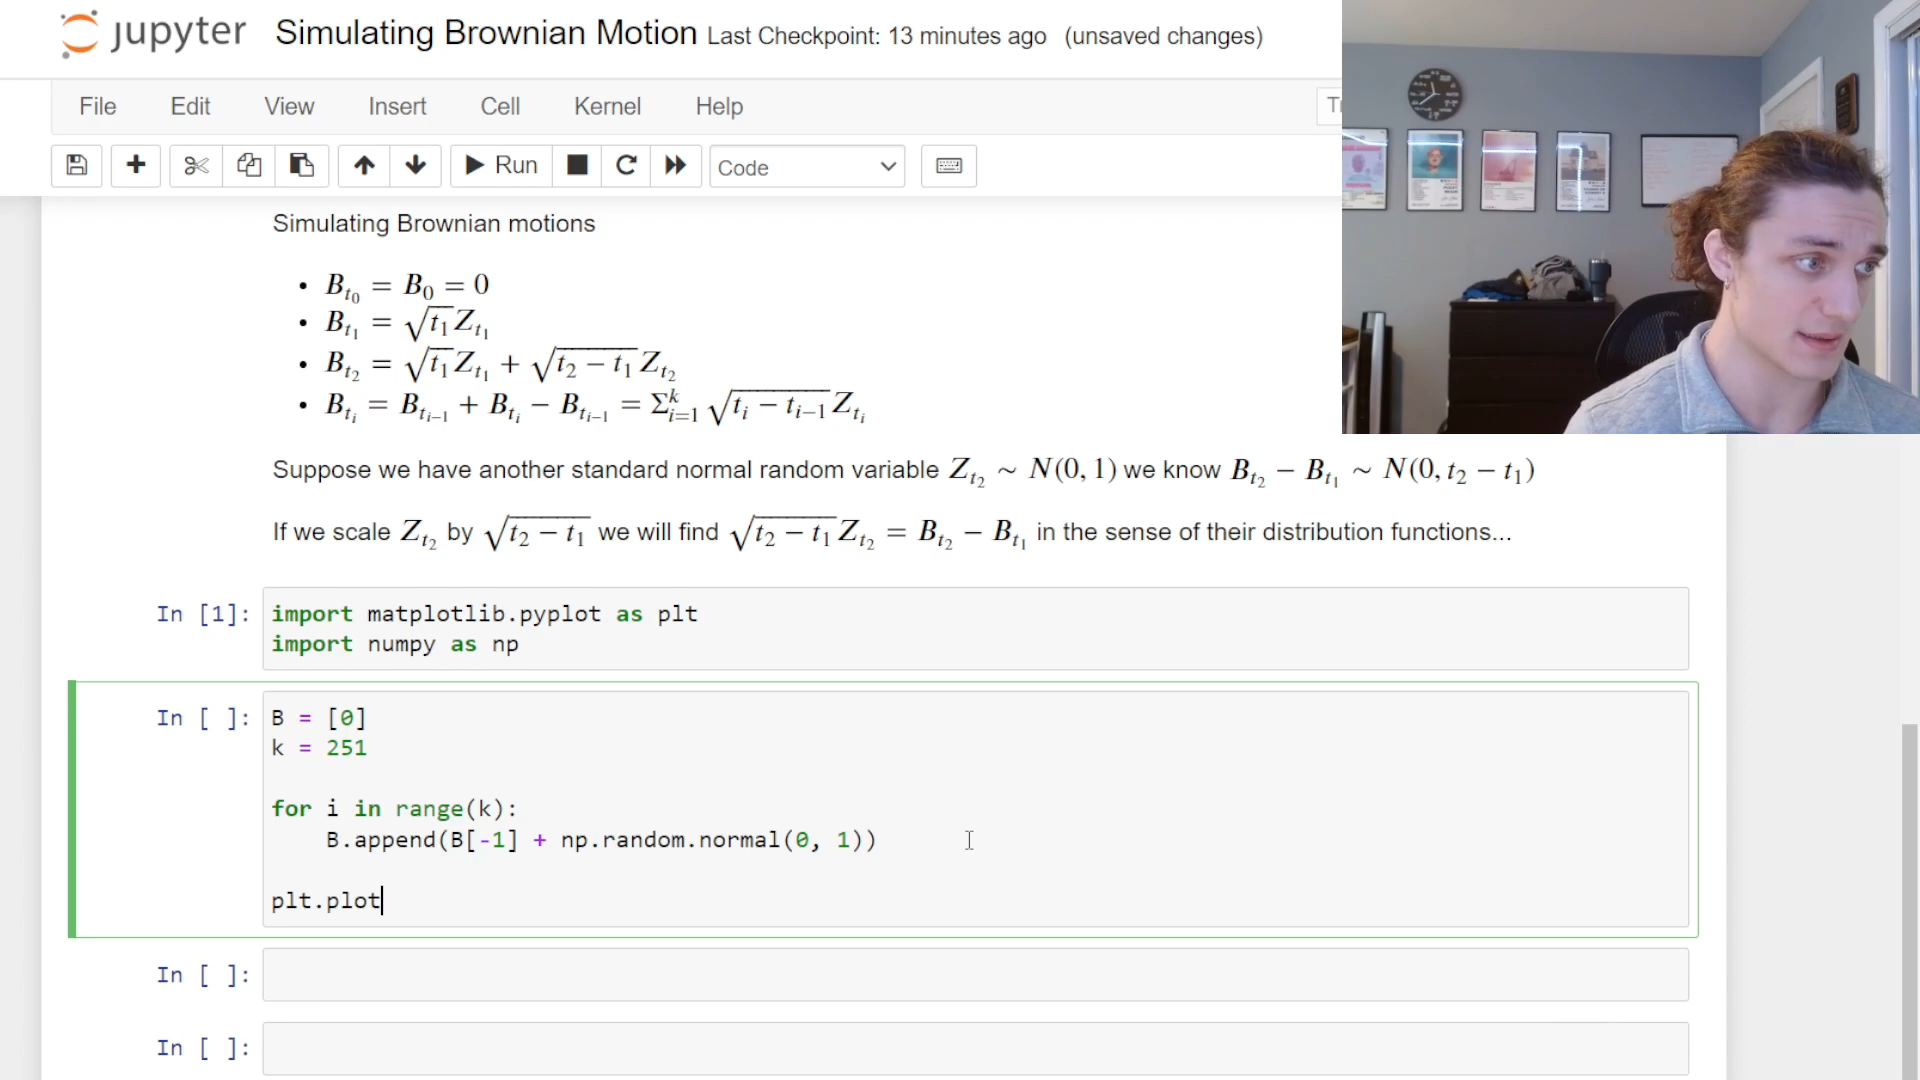 jupyter Simulating Brownian Motion Last Checkpoint: 13 minutes ago (unsaved changes)
File Edit View Insert Cell Kernel Help
Run Code
Simulating Brownian motions
• B_{t_0} = B_0 = 0
• B_{t_1} = √t_1 Z_{t_1}
• B_{t_2} = √t_1 Z_{t_1} + √(t_2 − t_1) Z_{t_2}
• B_{t_i} = B_{t_{i−1}} + B_{t_i} − B_{t_{i−1}} = Σ_{i=1}^k √(t_i − t_{i−1}) Z_{t_i}
Suppose we have another standard normal random variable Z_{t_2} ~ N(0, 1) we know B_{t_2} − B_{t_1} ~ N(0, t_2 − t_1)
If we scale Z_{t_2} by √(t_2 − t_1) we will find √(t_2 − t_1) Z_{t_2} = B_{t_2} − B_{t_1} in the sense of their distribution functions...
In [1]: import matplotlib.pyplot as plt
import numpy as np
In [ ]: B = [0]
k = 251
for i in range(k):
    B.append(B[-1] + np.random.normal(0, 1))
plt.plot
In [ ]:
In [ ]: